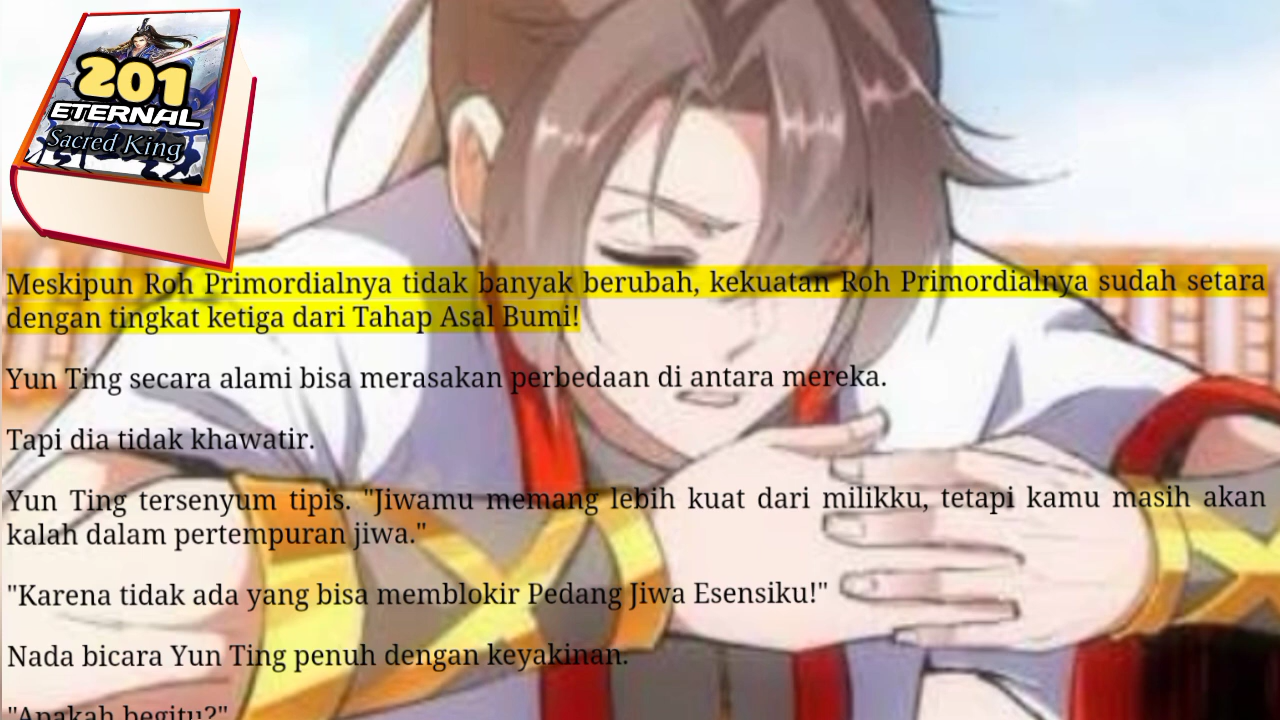 201
ETERNAL
Sacred King
Meskipun Roh Primordialnya tidak banyak berubah, kekuatan Roh Primordialnya sudah setara
dengan tingkat ketiga dari Tahap Asal Bumi!
Yun Ting secara alami bisa merasakan perbedaan di antara mereka.
Tapi dia tidak khawatir.
Yun Ting tersenyum tipis. "Jiwamu memang lebih kuat dari milikku, tetapi kamu masih akan
kalah dalam pertempuran jiwa."
"Karena tidak ada yang bisa memblokir Pedang Jiwa Esensiku!"
Nada bicara Yun Ting penuh dengan keyakinan.
"Apakah begitu?"